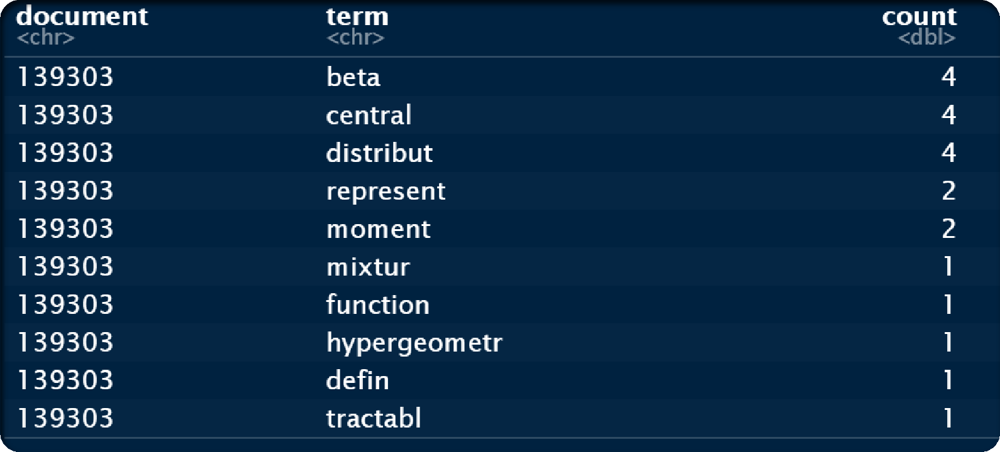 document term count
<chr> <chr> <dbl>
139303 beta 4
139303 central 4
139303 distribut 4
139303 represent 2
139303 moment 2
139303 mixtur 1
139303 function 1
139303 hypergeometr 1
139303 defin 1
139303 tractabl 1